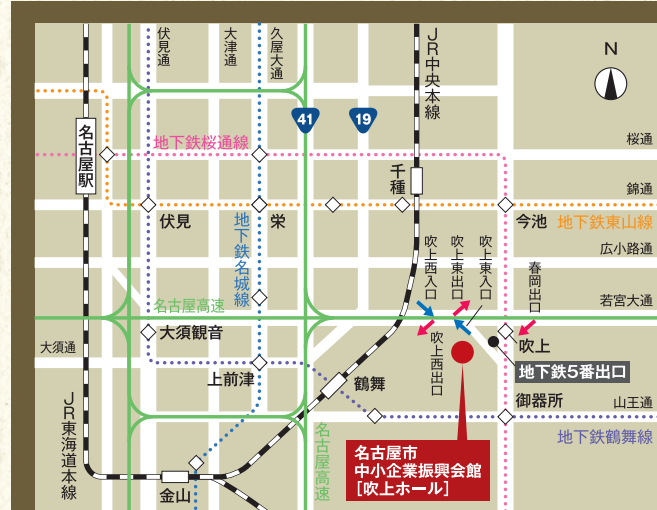 伏見通
大津通
久屋大通
JR中央本線
N
41
19
桜通
地下鉄桜通線
名古屋駅
千種
錦通
伏見
栄
今池
地下鉄東山線
地下鉄名城線
吹上西入口
吹上東出口
吹上東入口
広小路通
春岡出口
名古屋高速
若宮大通
大須観音
大須通
吹上西出口
吹上
地下鉄5番出口
上前津
鶴舞
御器所
山王通
地下鉄鶴舞線
JR東海道本線
名古屋高速
名古屋市
中小企業振興会館
[吹上ホール]
金山